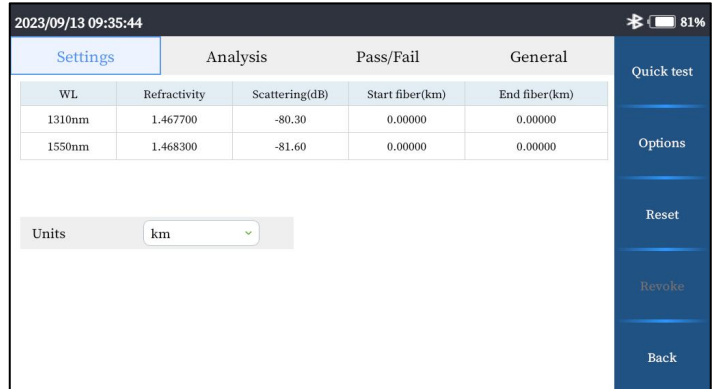 2023/09/13 09:35:44 81%
Settings Analysis Pass/Fail General
WL Refractivity Scattering(dB) Start fiber(km) End fiber(km)
1310nm 1.467700 -80.30 0.00000 0.00000
1550nm 1.468300 -81.60 0.00000 0.00000
Units km
Quick test
Options
Reset
Revoke
Back